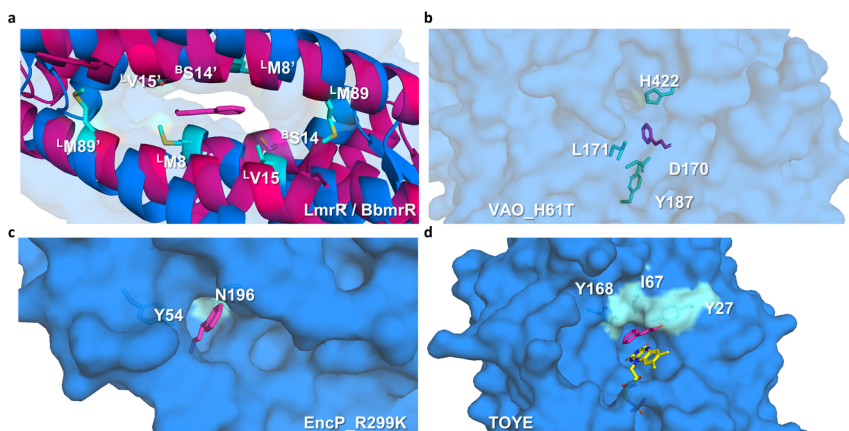 a
ᴸV15'
ᴮS14'
ᴸM8'
ᴸM89
ᴸM89'
ᴸM8
ᴮS14
ᴸV15
LmrR / BbmrR
b
H422
L171
D170
Y187
VAO_H61T
c
Y54
N196
EncP_R299K
d
I67
Y168
Y27
TOYE